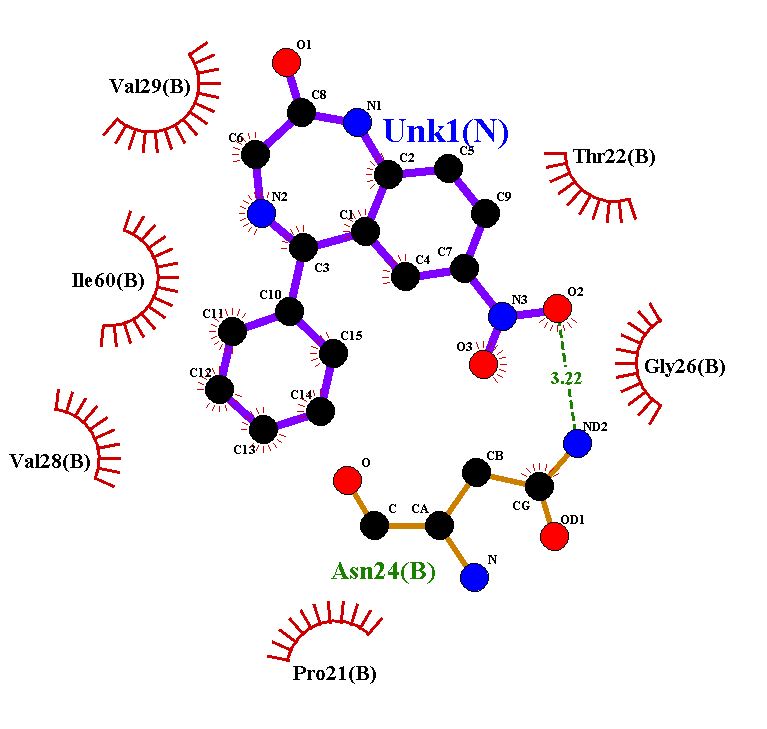 O1
Val29(B)
C8
N1
Unk1(N)
C6
C5
Thr22(B)
C2
N2
C9
C1
C3
C4
C7
Ile60(B)
C10
N3
O2
C11
C15
O3
Gly26(B)
C12
3.22
C14
ND2
C13
Val28(B)
CB
O
CG
C
CA
OD1
N
Asn24(B)
Pro21(B)